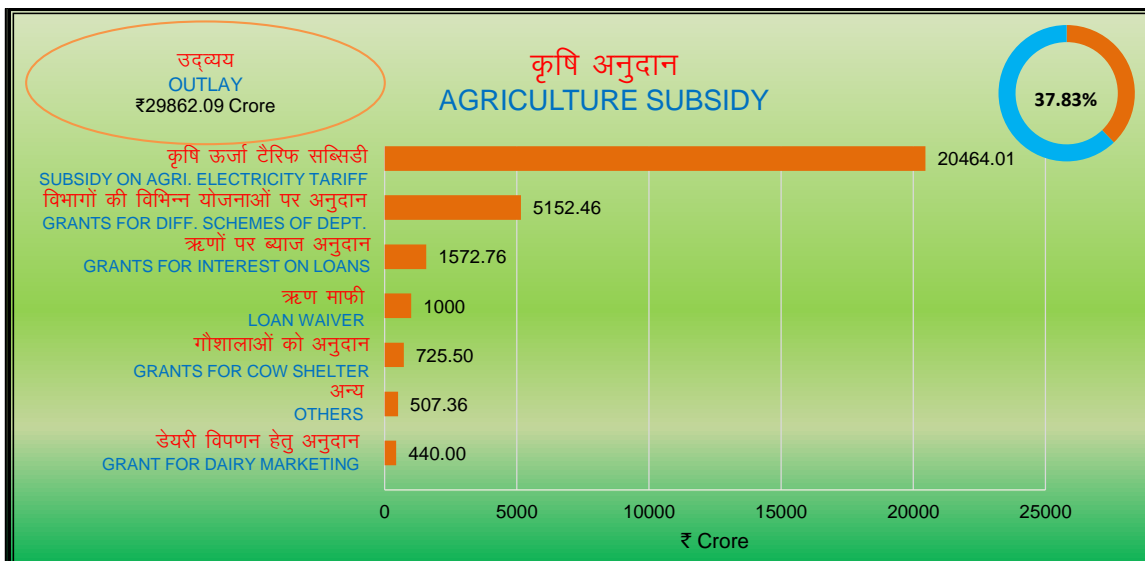 उद्व्यय
OUTLAY
₹29862.09 Crore
कृषि अनुदान
AGRICULTURE SUBSIDY
37.83%
कृषि ऊर्जा टैरिफ सब्सिडी
SUBSIDY ON AGRI. ELECTRICITY TARIFF
20464.01
विभागों की विभिन्न योजनाओं पर अनुदान
GRANTS FOR DIFF. SCHEMES OF DEPT.
5152.46
ऋणों पर ब्याज अनुदान
GRANTS FOR INTEREST ON LOANS
1572.76
ऋण माफी
LOAN WAIVER
1000
गौशालाओं को अनुदान
GRANTS FOR COW SHELTER
725.50
अन्य
OTHERS
507.36
डेयरी विपणन हेतु अनुदान
GRANT FOR DAIRY MARKETING
440.00
0 5000 10000 15000 20000 25000
₹ Crore